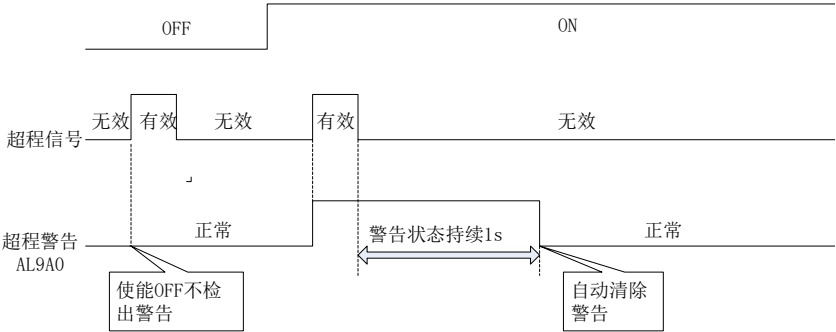 OFF
ON
无效
有效
无效
有效
无效
超程信号
正常
警告状态持续1s
正常
超程警告
AL9A0
使能OFF不检
出警告
自动清除
警告